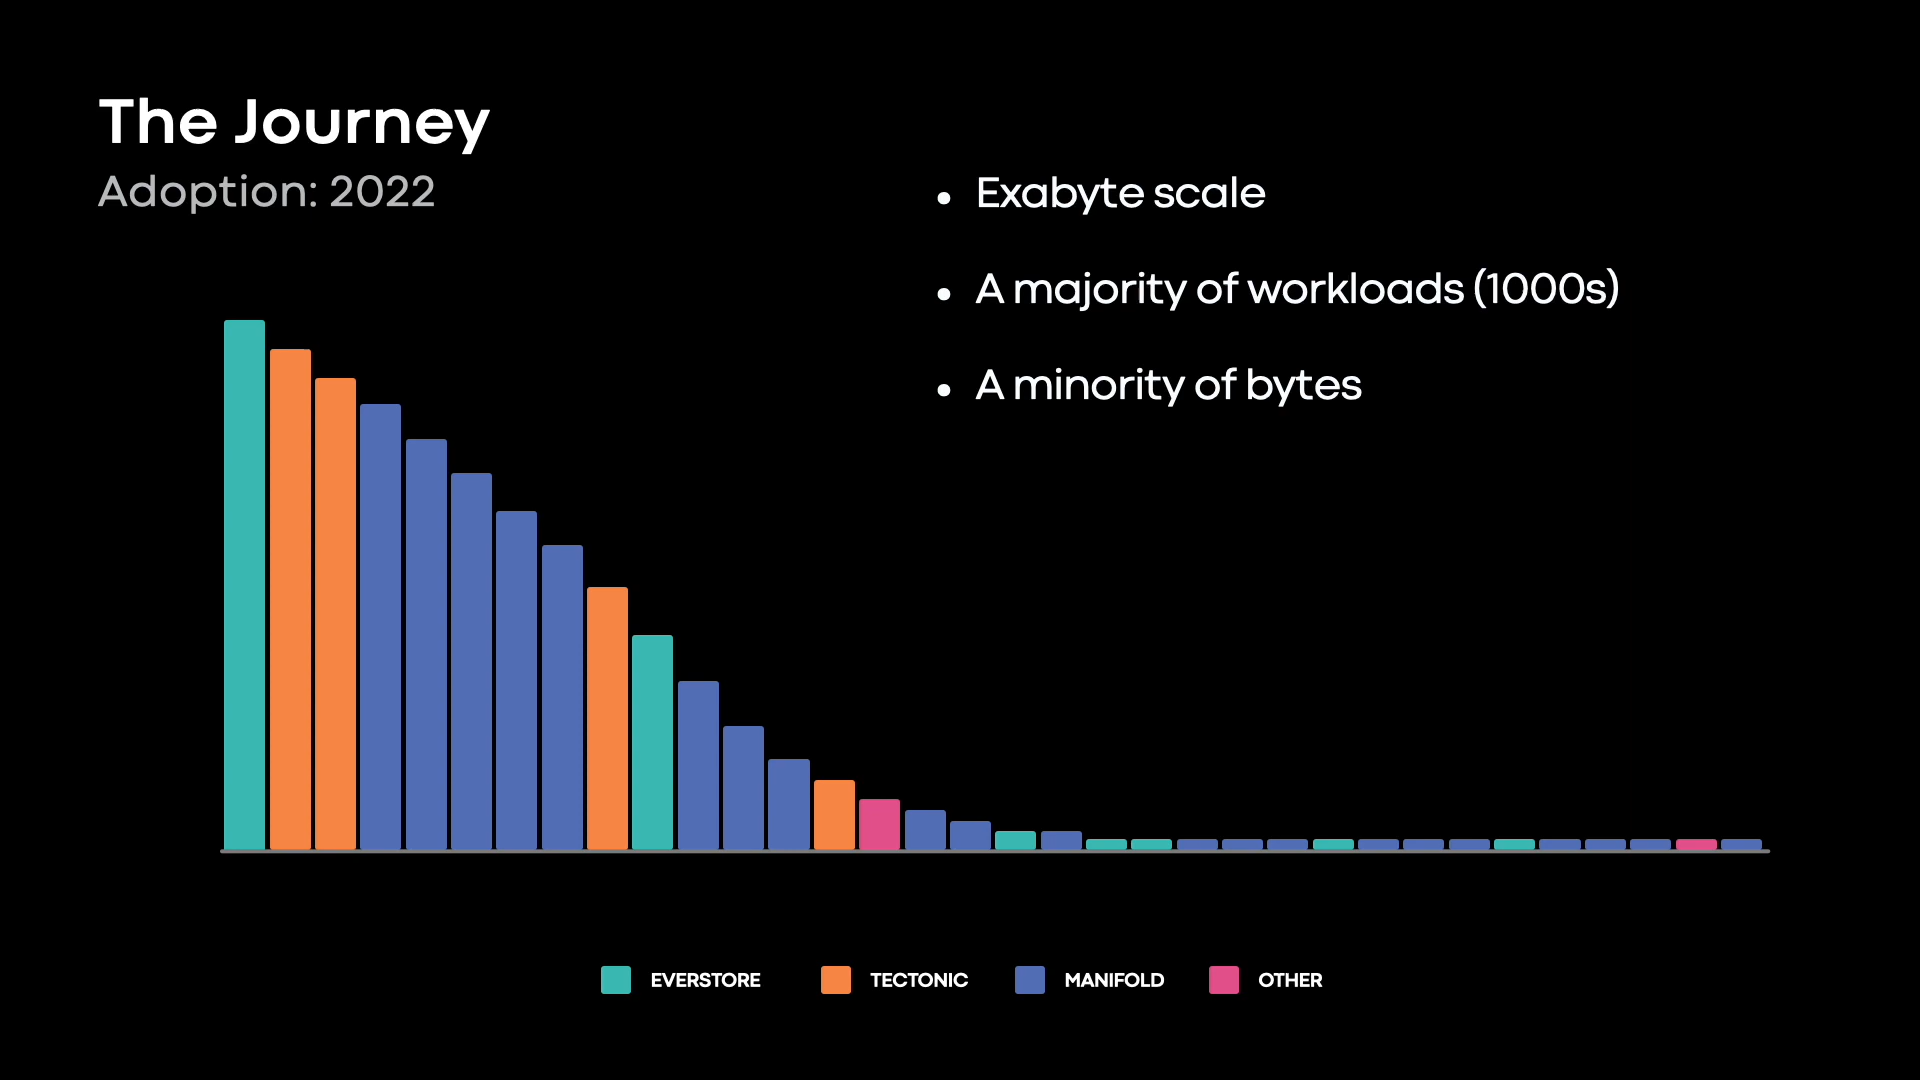 The Journey
Adoption: 2022
• Exabyte scale
• A majority of workloads (1000s)
• A minority of bytes
EVERSTORE
TECTONIC
MANIFOLD
OTHER